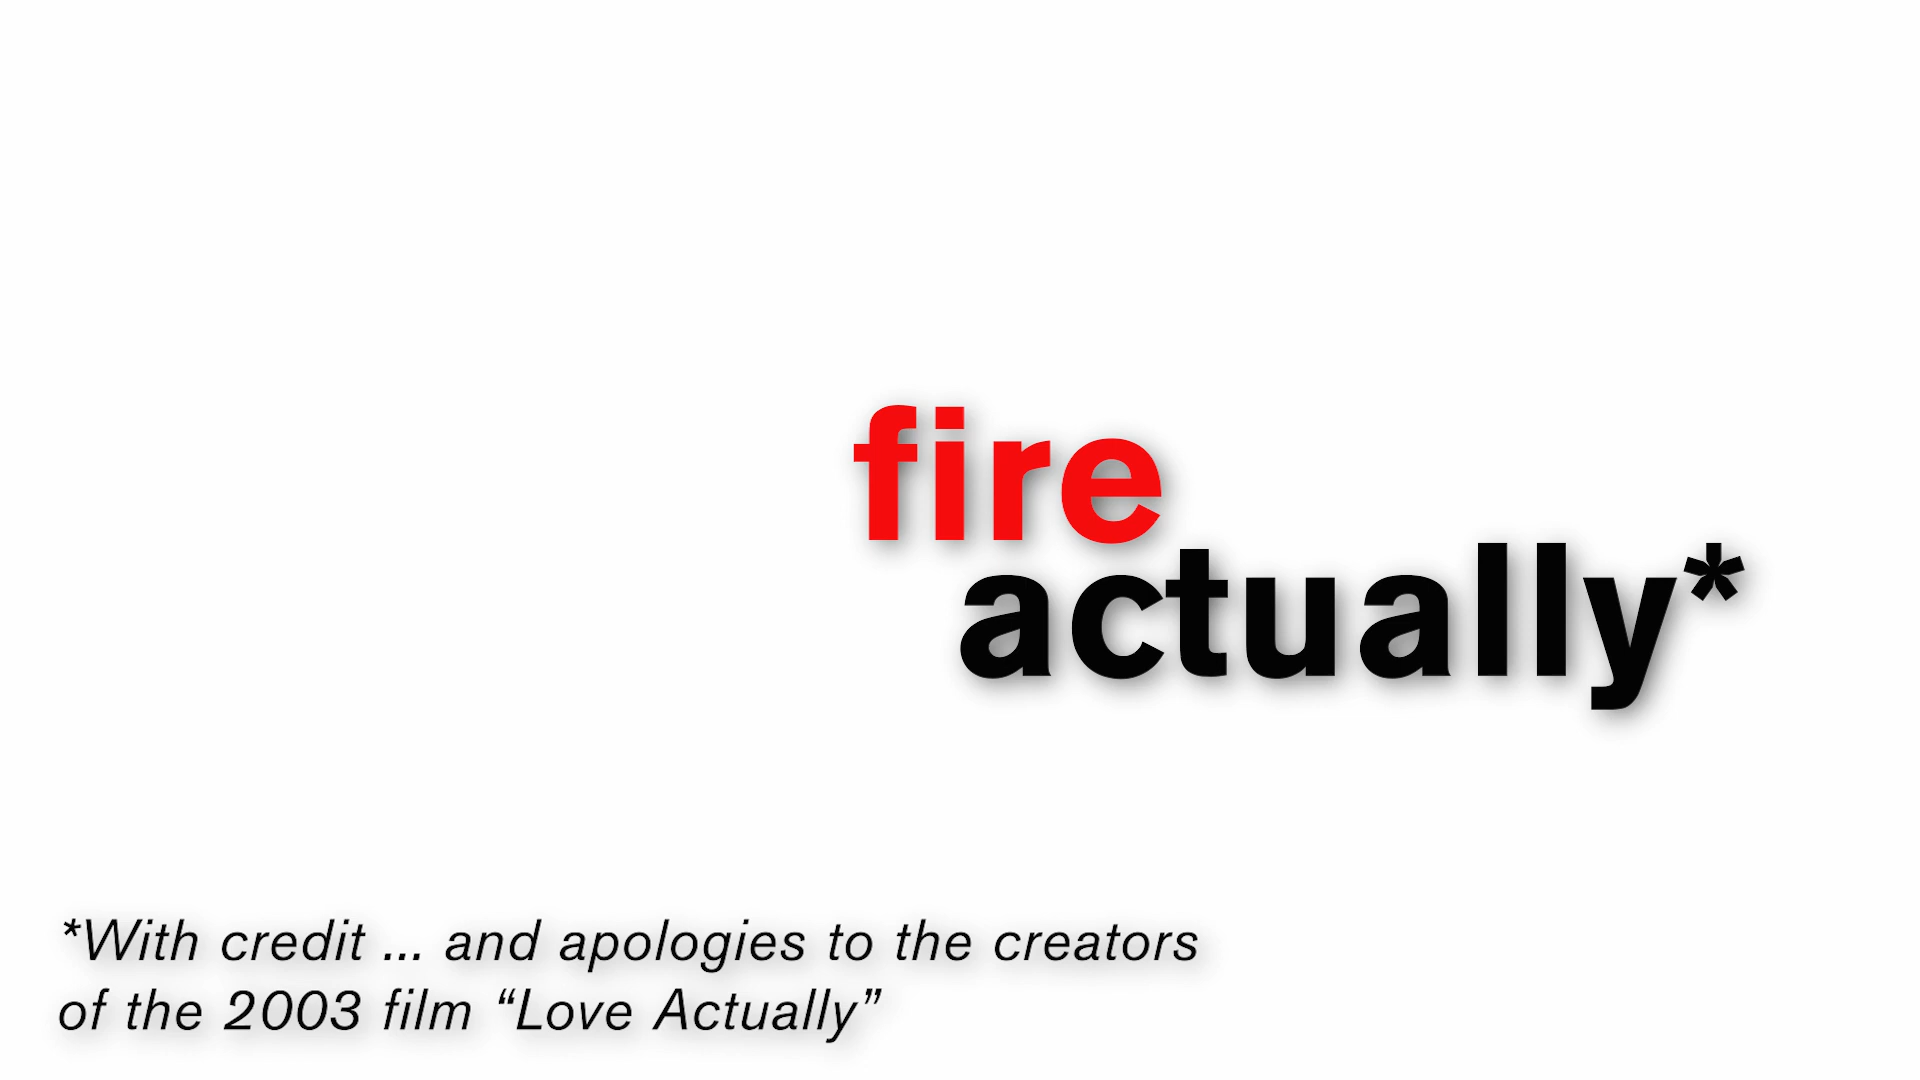 fire
actually*
*With credit ... and apologies to the creators
of the 2003 film “Love Actually”